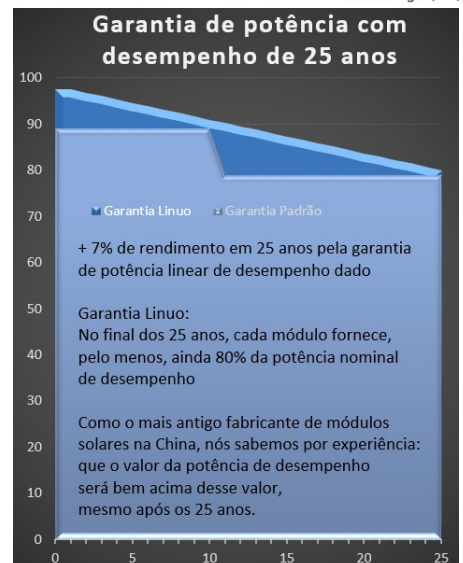 Garantia de potência com
desempenho de 25 anos
100
90
80
70
Garantia Linuo Garantia Padrão
+ 7% de rendimento em 25 anos pela garantia
60
de potência linear de desempenho dado
50
Garantia Linuo:
No final dos 25 anos, cada módulo fornece,
40
pelo menos, ainda 80% da potência nominal
de desempenho
30
Como o mais antigo fabricante de módulos
20
solares na China, nós sabemos por experiência:
que o valor da potência de desempenho
10
será bem acima desse valor,
mesmo após os 25 anos.
0
0 5 10 15 20 25